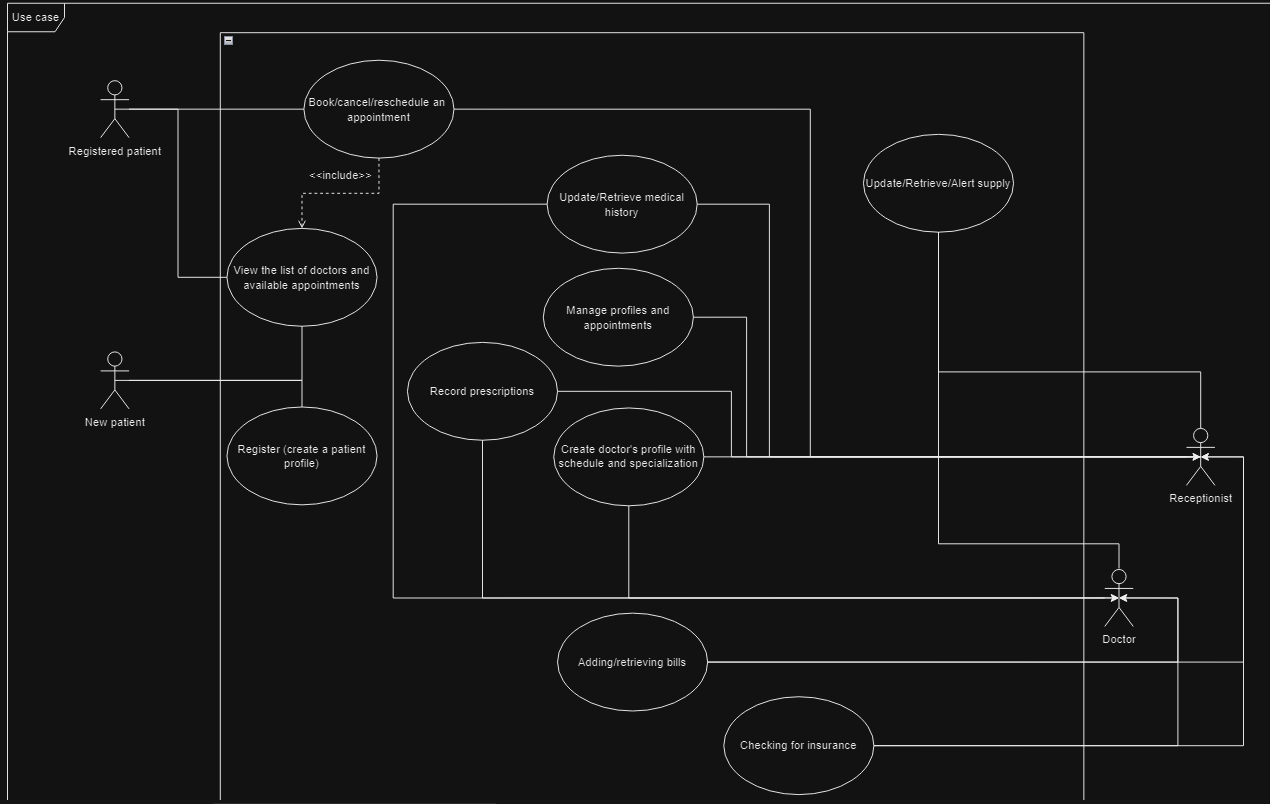 Use case
Book/cancel/reschedule an
appointment
Registered patient
<<include>>
Update/Retrieve/Alert supply
Update/Retrieve medical
history
View the list of doctors and
available appointments
Manage profiles and
appointments
Record prescriptions
New patient
Register (create a patient
profile)
Create doctor's profile with
schedule and specialization
Receptionist
Doctor
Adding/retrieving bills
Checking for insurance